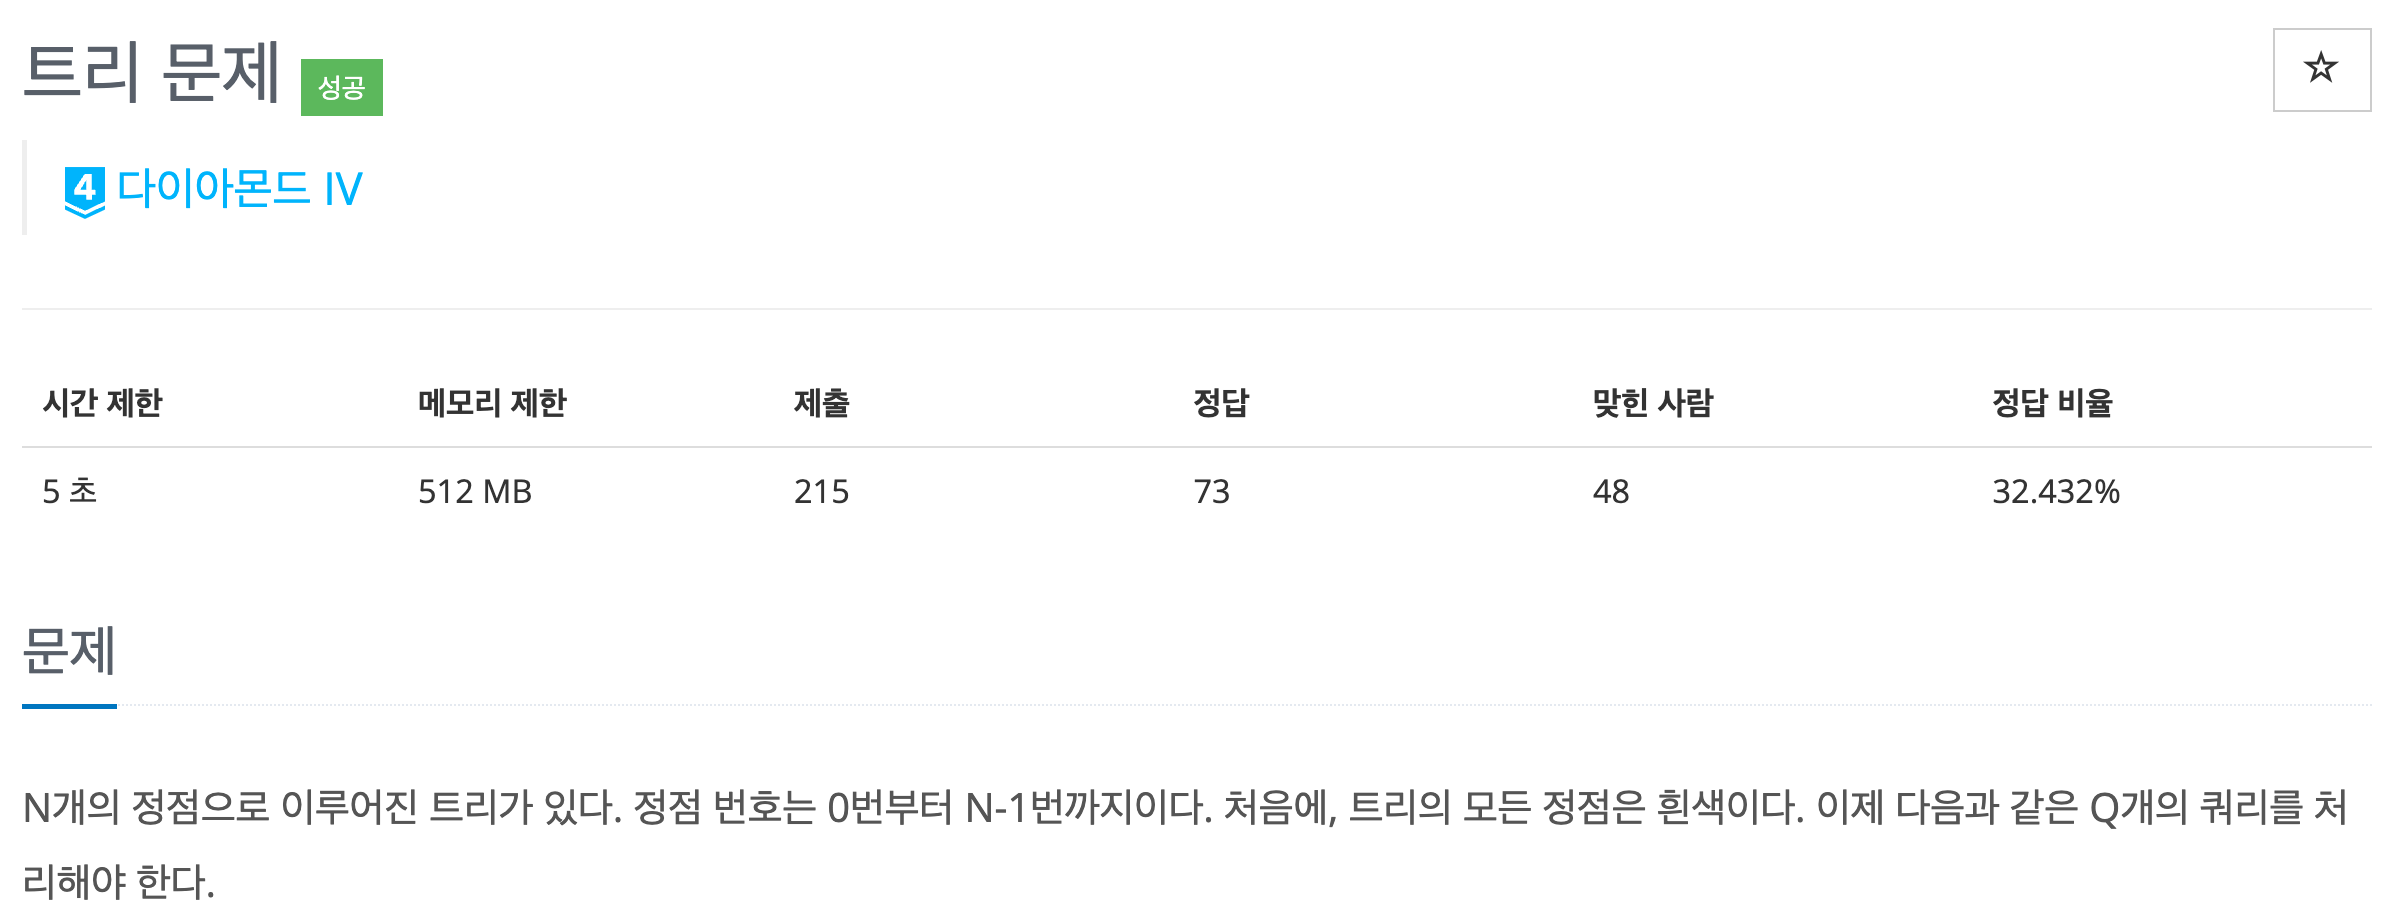 트리 문제 성공
4 다이아몬드 IV
시간 제한 메모리 제한 제출 정답 맞힌 사람 정답 비율
5 초 512 MB 215 73 48 32.432%
문제
N개의 정점으로 이루어진 트리가 있다. 정점 번호는 0번부터 N-1번까지이다. 처음에, 트리의 모든 정점은 흰색이다. 이제 다음과 같은 Q개의 쿼리를 처
리해야 한다.